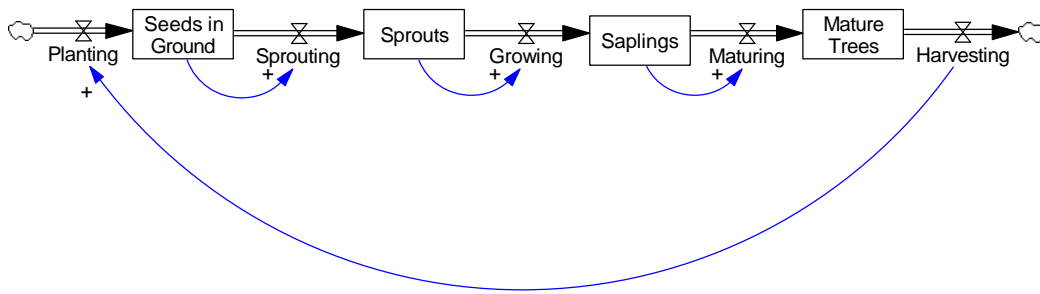 Seeds in
Ground
Sprouts
Saplings
Mature
Trees
Planting
Sprouting
Growing
Maturing
Harvesting
+
+
+
+